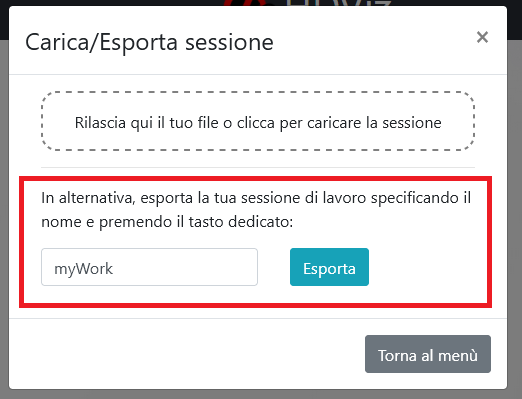 HDViz
Carica/Esporta sessione ×
Rilascia qui il tuo file o clicca per caricare la sessione
In alternativa, esporta la tua sessione di lavoro specificando il
nome e premendo il tasto dedicato:
myWork Esporta
Torna al menù